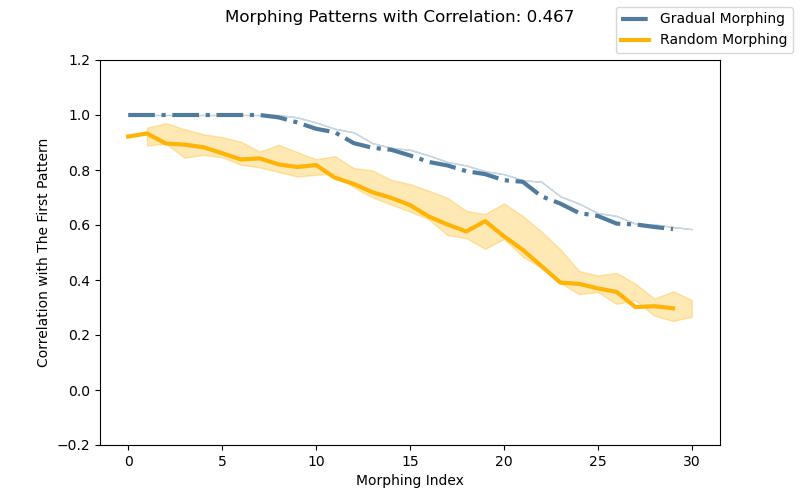 Morphing Patterns with Correlation: 0.467
Gradual Morphing
Random Morphing
1.2
1.0
0.8
0.6
0.4
0.2
0.0
−0.2
Correlation with The First Pattern
0 5 10 15 20 25 30
Morphing Index